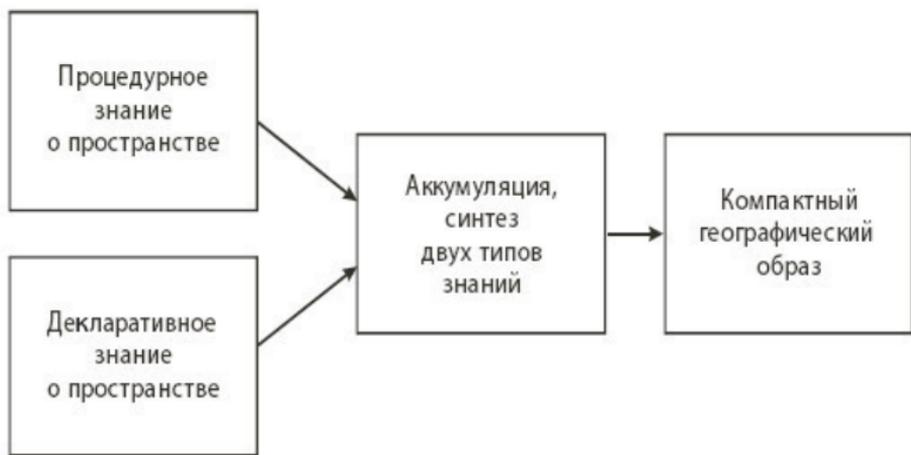 Процедурное
знание
о пространстве
Декларативное
знание
о пространстве
Аккумуляция,
синтез
двух типов
знаний
Компактный
географический
образ